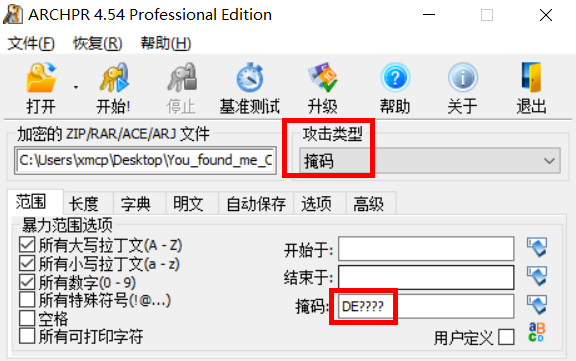 ARCHPR 4.54 Professional Edition
文件(F) 恢复(R) 帮助(H)
打开 开始! 停止 基准测试 升级 帮助 关于 退出
加密的 ZIP/RAR/ACE/ARJ 文件 攻击类型
C:\Users\xmcp\Desktop\You_found_me_C 掩码
范围 长度 字典 明文 自动保存 选项 高级
暴力范围选项
所有大写拉丁文(A - Z) 开始于:
所有小写拉丁文(a - z)
所有数字(0 - 9) 结束于:
所有特殊符号(!@...) 掩码: DE????
空格
所有可打印字符 用户定义 aBCD